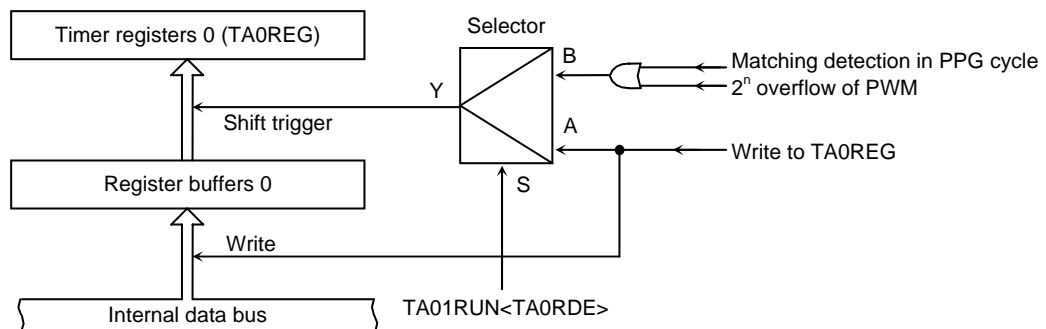 Timer registers 0 (TA0REG)
Selector
B
Matching detection in PPG cycle
2ⁿ overflow of PWM
Y
Shift trigger
A
Write to TA0REG
Register buffers 0
S
Write
TA01RUN<TA0RDE>
Internal data bus